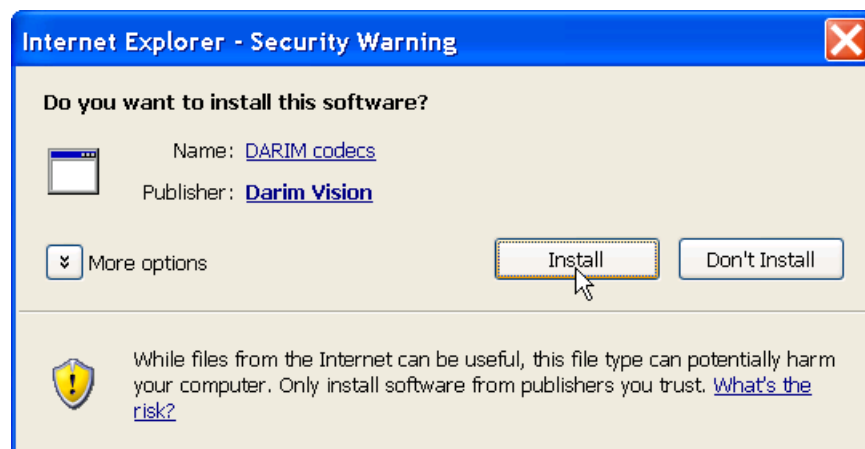 Internet Explorer - Security Warning
Do you want to install this software?
Name: DARIM codecs
Publisher: Darim Vision
More options
Install
Don't Install
While files from the Internet can be useful, this file type can potentially harm
your computer. Only install software from publishers you trust. What's the
risk?